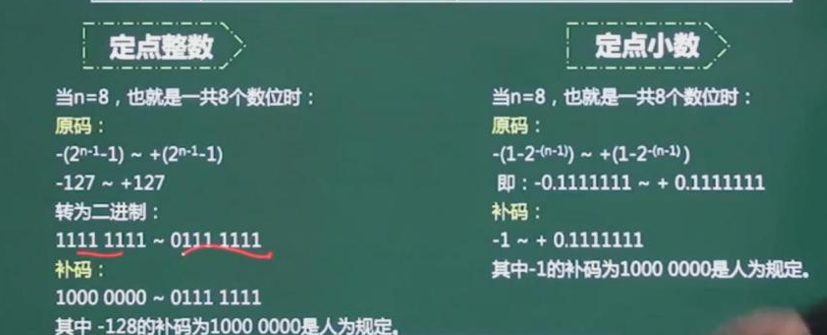 定点整数
当n=8，也就是一共8个数位时：
原码：
-(2ⁿ⁻¹-1) ~ +(2ⁿ⁻¹-1)
-127 ~ +127
转为二进制：
1111 1111 ~ 0111 1111
补码：
1000 0000 ~ 0111 1111
其中 -128的补码为1000 0000是人为规定。
定点小数
当n=8，也就是一共8个数位时：
原码：
-(1-2⁻⁽ⁿ⁻¹⁾) ~ +(1-2⁻⁽ⁿ⁻¹⁾ )
即：-0.1111111 ~ + 0.1111111
补码：
-1 ~ + 0.1111111
其中-1的补码为1000 0000是人为规定。